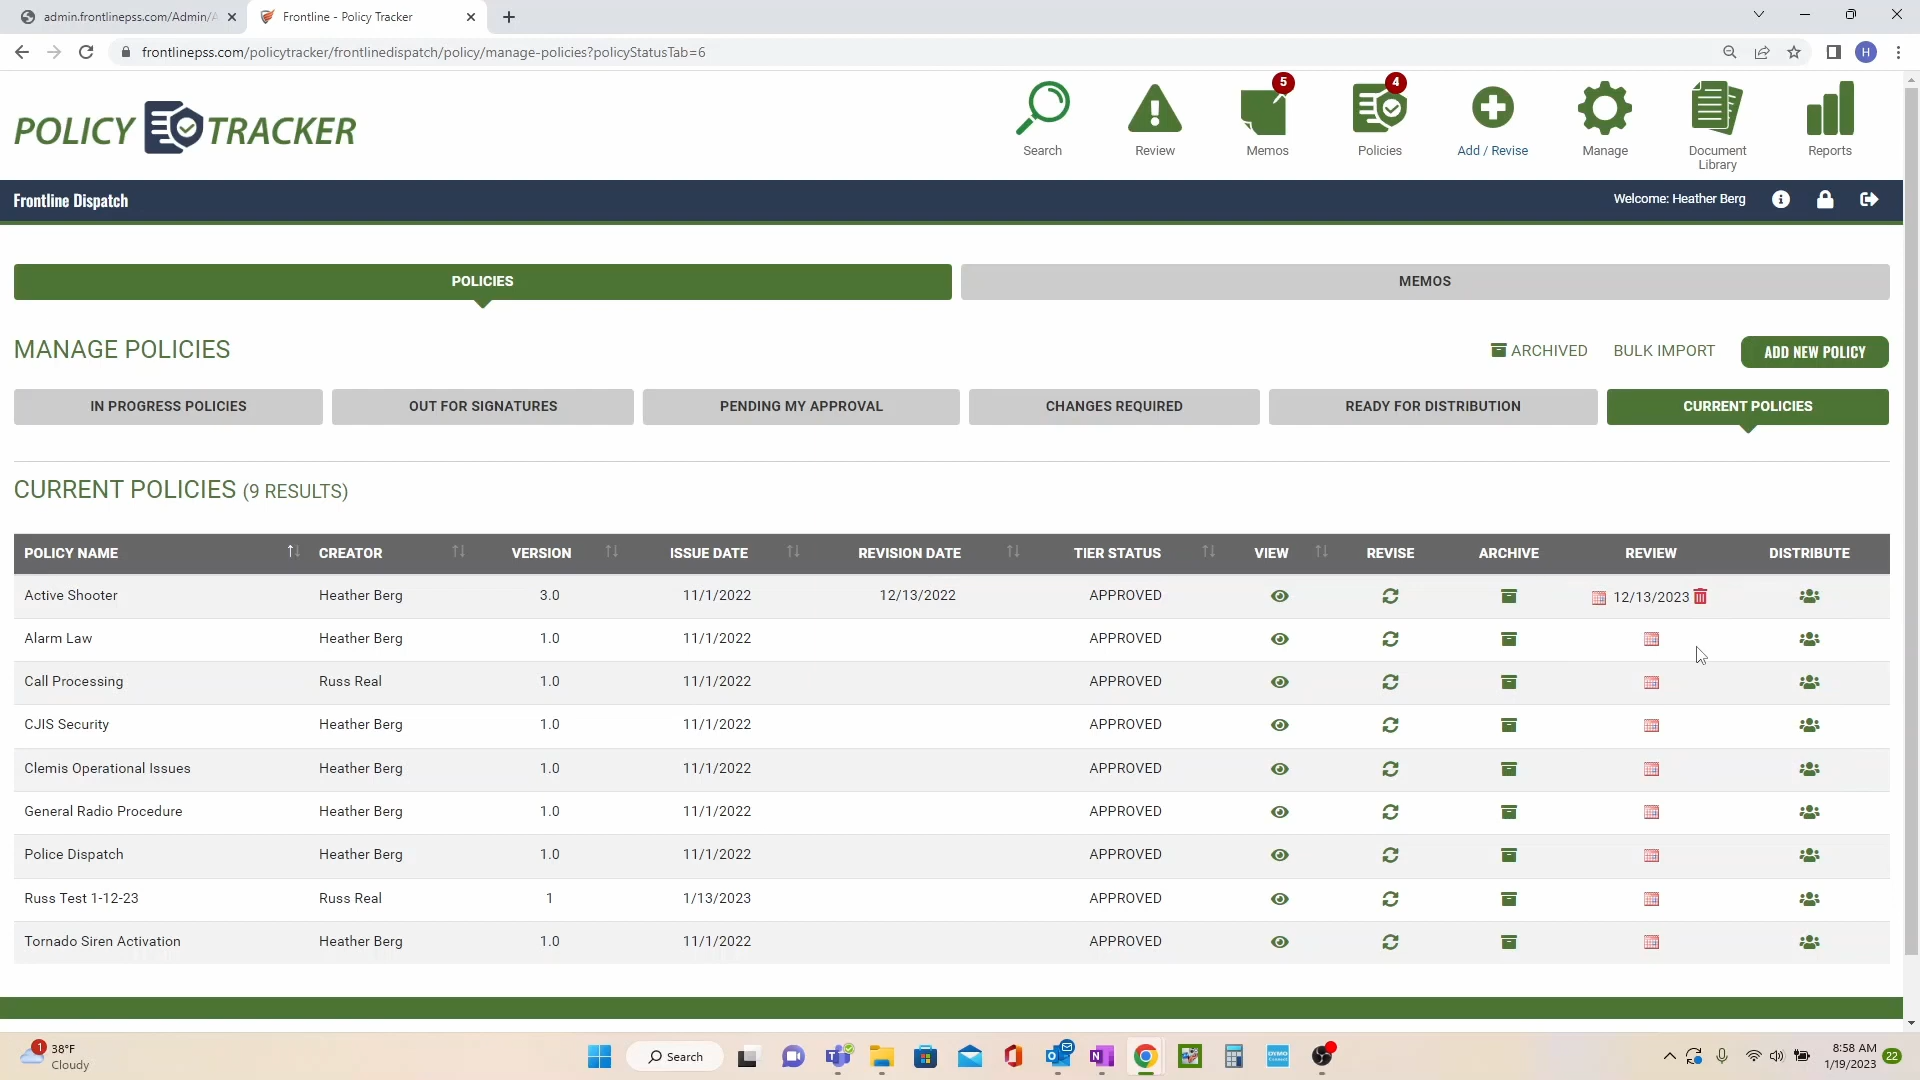 admin.frontlinepss.com/Admin/A
Frontline - Policy Tracker
frontlinepss.com/policytracker/frontlinedispatch/policy/manage-policies?policyStatusTab=6
H
POLICY TRACKER
Search
Review
5
Memos
4
Policies
Add / Revise
Manage
Document
Library
Reports
Frontline Dispatch
Welcome: Heather Berg
POLICIES
MEMOS
MANAGE POLICIES
ARCHIVED
BULK IMPORT
ADD NEW POLICY
IN PROGRESS POLICIES
OUT FOR SIGNATURES
PENDING MY APPROVAL
CHANGES REQUIRED
READY FOR DISTRIBUTION
CURRENT POLICIES
CURRENT POLICIES (9 RESULTS)
POLICY NAME CREATOR VERSION ISSUE DATE REVISION DATE TIER STATUS VIEW REVISE ARCHIVE REVIEW DISTRIBUTE
Active Shooter Heather Berg 3.0 11/1/2022 12/13/2022 APPROVED 12/13/2023
Alarm Law Heather Berg 1.0 11/1/2022 APPROVED
Call Processing Russ Real 1.0 11/1/2022 APPROVED
CJIS Security Heather Berg 1.0 11/1/2022 APPROVED
Clemis Operational Issues Heather Berg 1.0 11/1/2022 APPROVED
General Radio Procedure Heather Berg 1.0 11/1/2022 APPROVED
Police Dispatch Heather Berg 1.0 11/1/2022 APPROVED
Russ Test 1-12-23 Russ Real 1 1/13/2023 APPROVED
Tornado Siren Activation Heather Berg 1.0 11/1/2022 APPROVED
1
38°F
Cloudy
Search
8:58 AM
1/19/2023
22